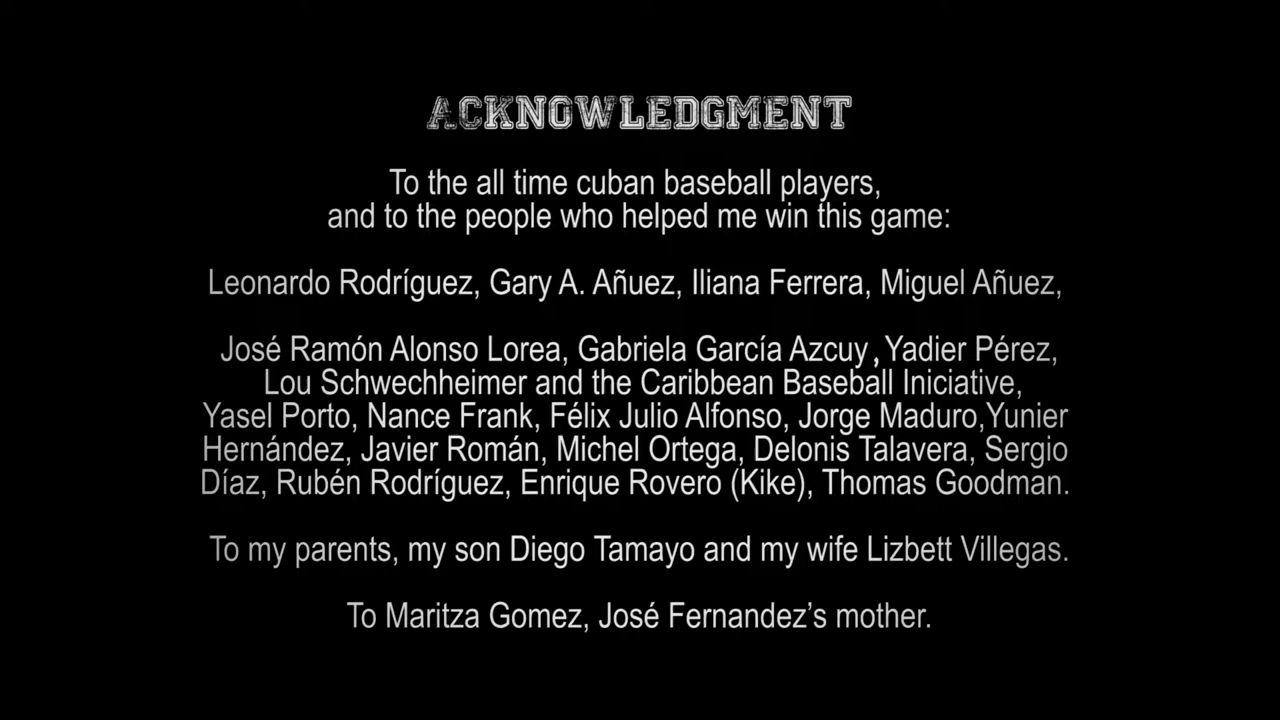 ACKNOWLEDGMENT
To the all time cuban baseball players,
and to the people who helped me win this game:
Leonardo Rodríguez, Gary A. Añuez, Iliana Ferrera, Miguel Añuez,
José Ramón Alonso Lorea, Gabriela García Azcuy, Yadier Pérez,
Lou Schwechheimer and the Caribbean Baseball Iniciative,
Yasel Porto, Nance Frank, Félix Julio Alfonso, Jorge Maduro,Yunier
Hernández, Javier Román, Michel Ortega, Delonis Talavera, Sergio
Díaz, Rubén Rodríguez, Enrique Rovero (Kike), Thomas Goodman.
To my parents, my son Diego Tamayo and my wife Lizbett Villegas.
To Maritza Gomez, José Fernandez’s mother.